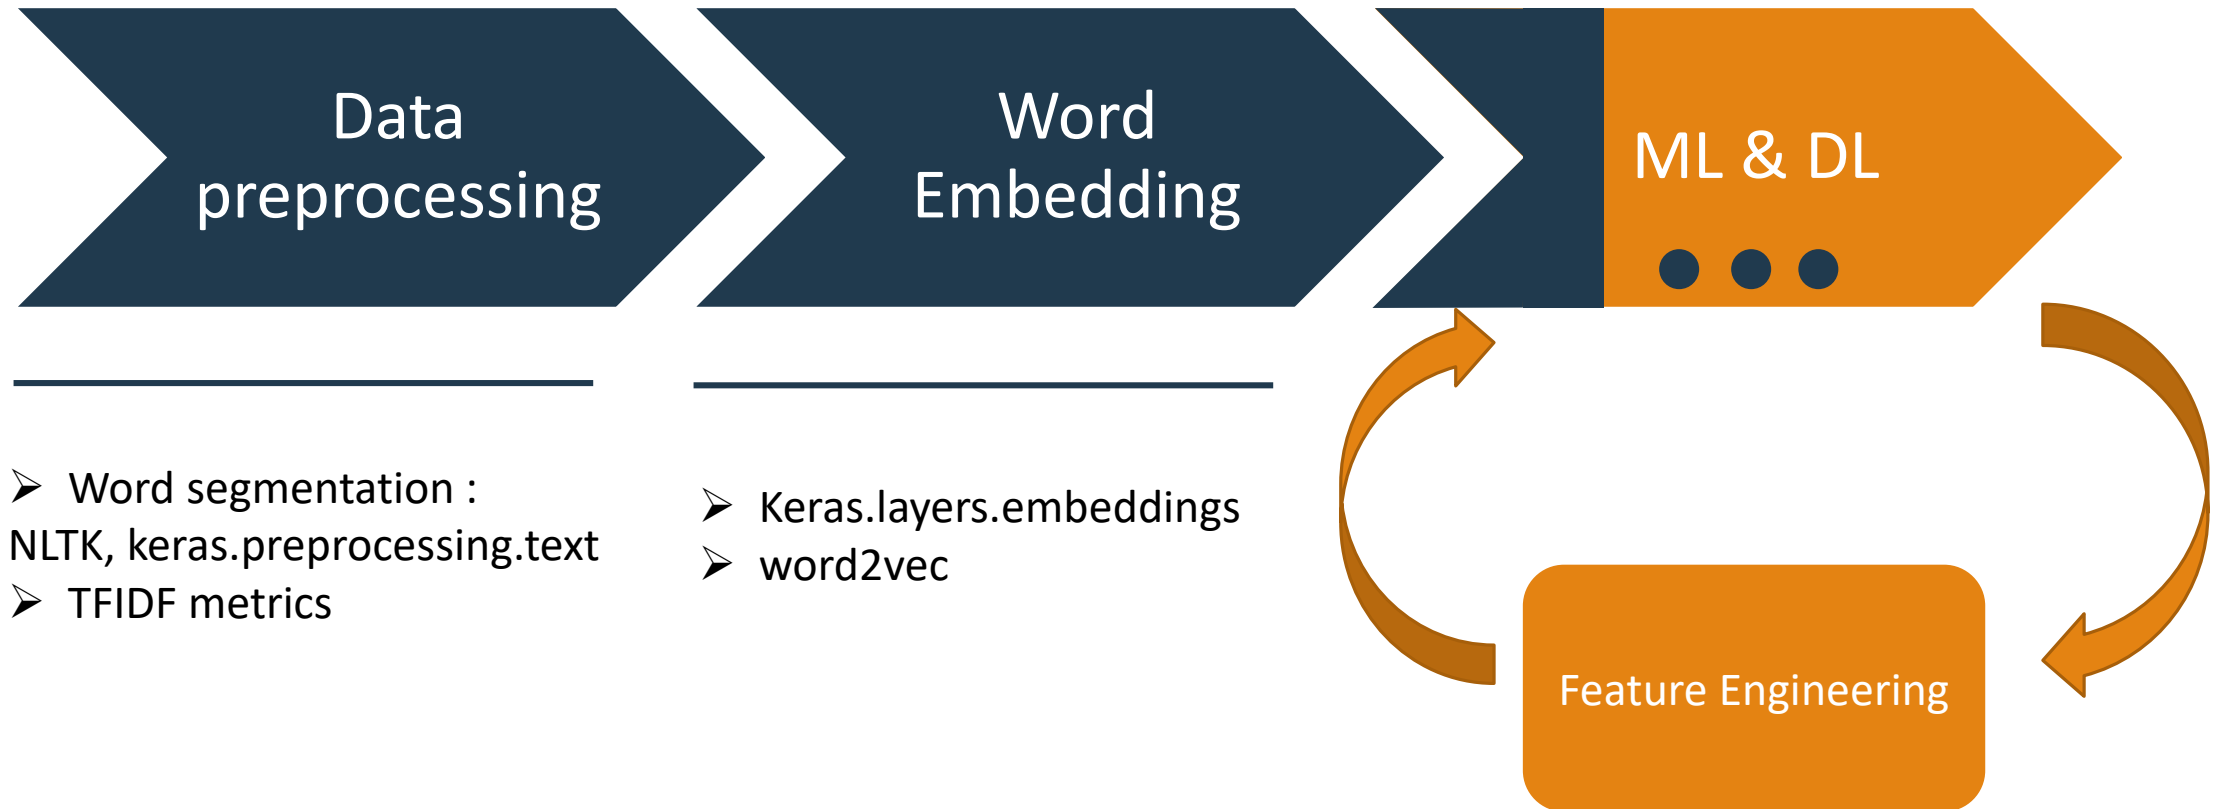 Data
preprocessing
Word
Embedding
ML & DL
➢ Word segmentation :
NLTK, keras.preprocessing.text
➢ TFIDF metrics
➢ Keras.layers.embeddings
➢ word2vec
Feature Engineering